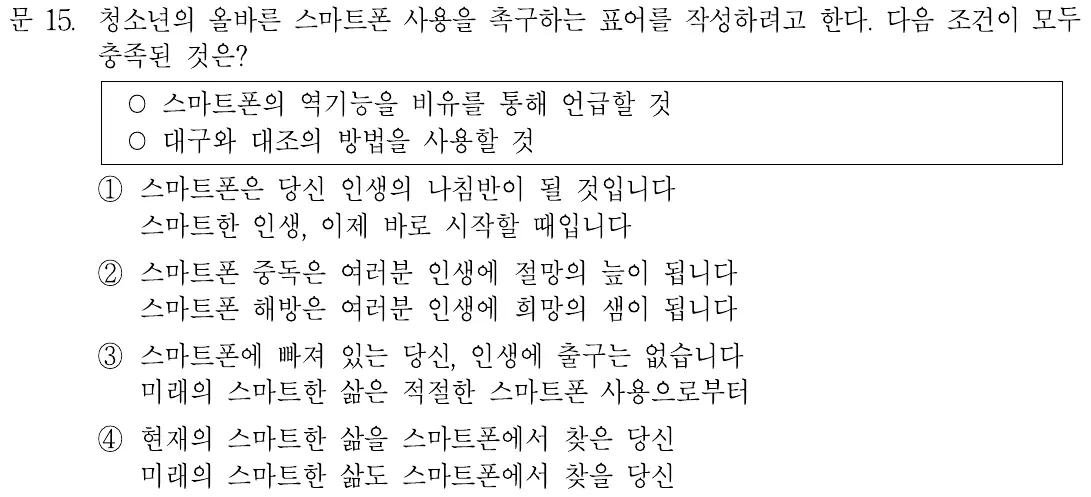 문 15. 청소년의 올바른 스마트폰 사용을 촉구하는 표어를 작성하려고 한다. 다음 조건이 모두
충족된 것은?
○ 스마트폰의 역기능을 비유를 통해 언급할 것
○ 대구와 대조의 방법을 사용할 것
① 스마트폰은 당신 인생의 나침반이 될 것입니다
스마트한 인생, 이제 바로 시작할 때입니다
② 스마트폰 중독은 여러분 인생에 절망의 늪이 됩니다
스마트폰 해방은 여러분 인생에 희망의 샘이 됩니다
③ 스마트폰에 빠져 있는 당신, 인생에 출구는 없습니다
미래의 스마트한 삶은 적절한 스마트폰 사용으로부터
④ 현재의 스마트한 삶을 스마트폰에서 찾은 당신
미래의 스마트한 삶도 스마트폰에서 찾을 당신